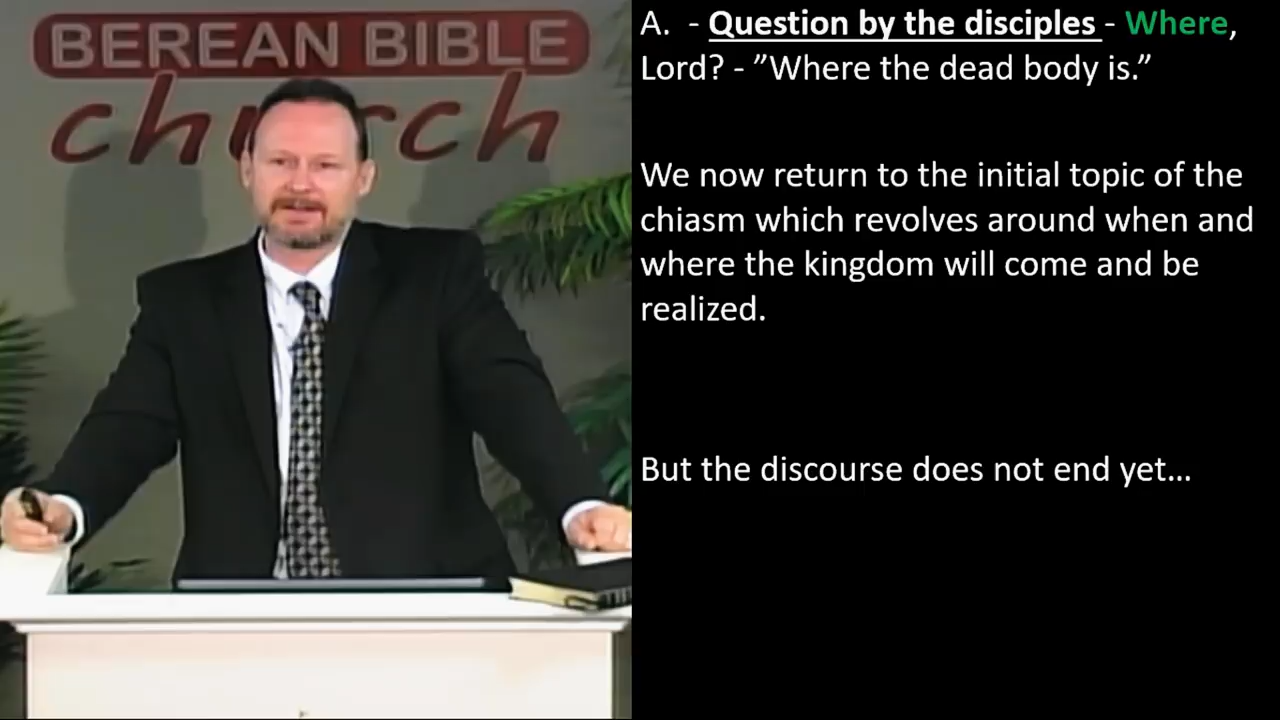 BEREAN BIBLE
church
A. - Question by the disciples - Where,
Lord? - ”Where the dead body is.”
We now return to the initial topic of the
chiasm which revolves around when and
where the kingdom will come and be
realized.
But the discourse does not end yet…